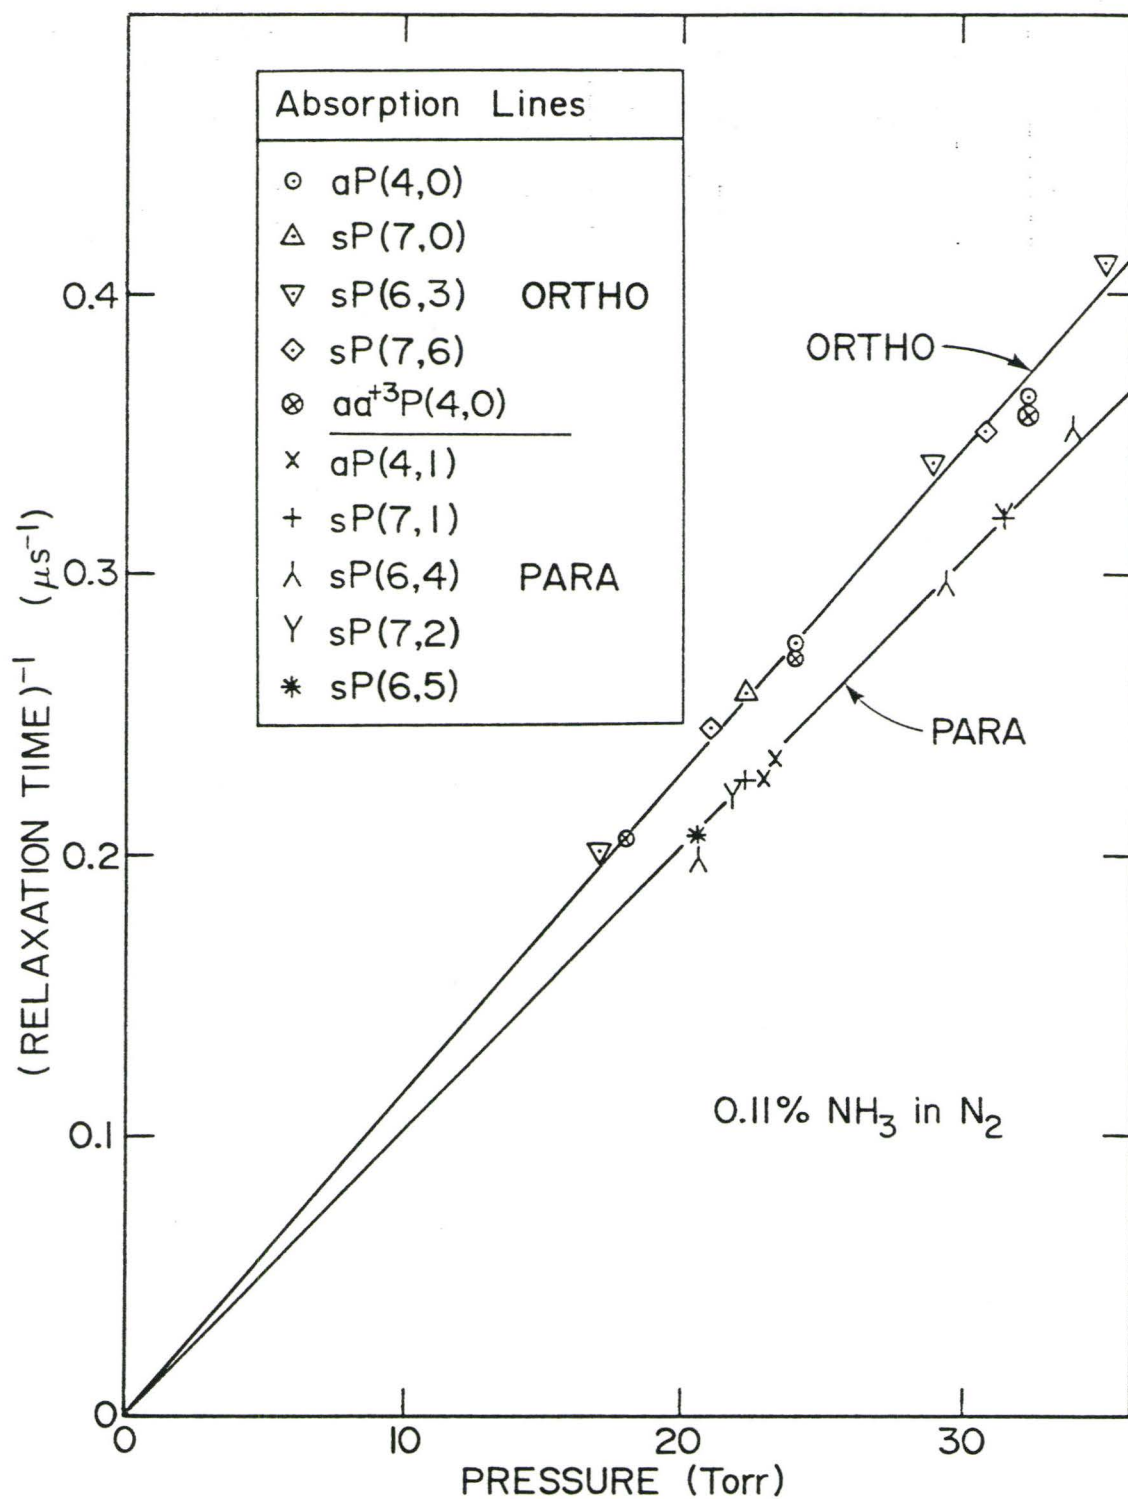 Absorption Lines
⊙ aP(4,0)
△ sP(7,0)
▽ sP(6,3) ORTHO
◇ sP(7,6)
⊗ aa⁺³P(4,0)
x aP(4,1)
+ sP(7,1)
⅄ sP(6,4) PARA
Y sP(7,2)
* sP(6,5)
ORTHO
PARA
0.11% NH₃ in N₂
(RELAXATION TIME)⁻¹ (μs⁻¹)
0.4
0.3
0.2
0.1
0
0 10 20 30
PRESSURE (Torr)